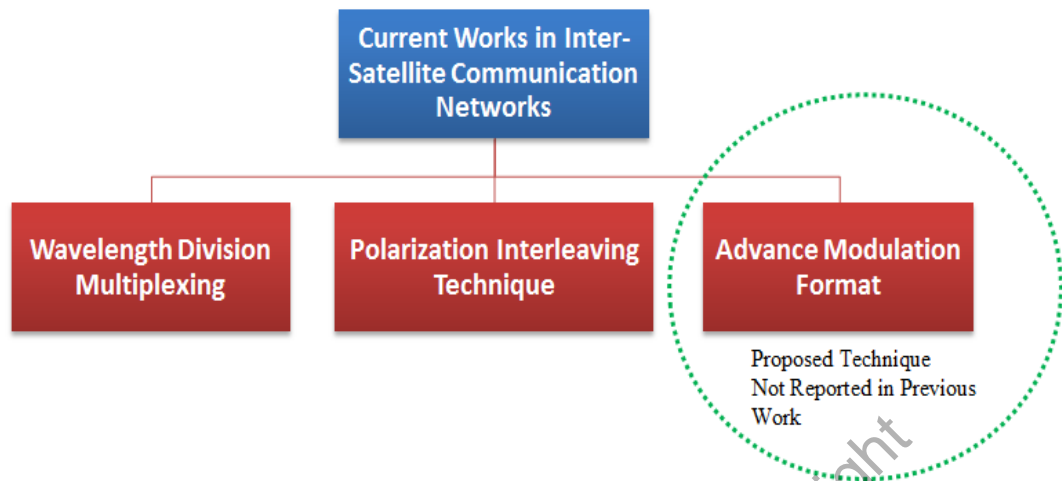 Current Works in Inter-
Satellite Communication
Networks
Wavelength Division
Multiplexing
Polarization Interleaving
Technique
Advance Modulation
Format
Proposed Technique
Not Reported in Previous
Work